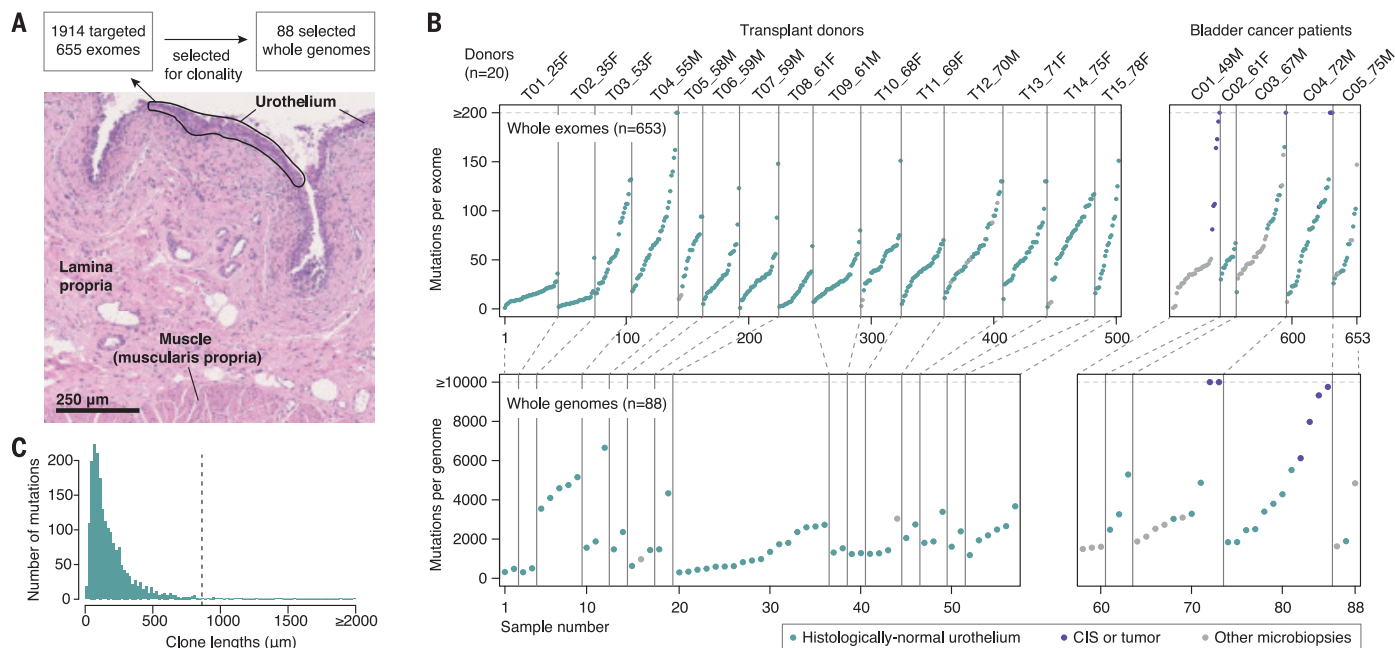 A
1914 targeted
655 exomes
selected
for clonality
88 selected
whole genomes
Urothelium
Lamina
propria
Muscle
(muscularis propria)
250 µm
B
Transplant donors
Bladder cancer patients
Donors
(n=20)
T01_25F
T02_35F
T03_53F
T04_55M
T05_58M
T06_59M
T07_59M
T08_61F
T09_61M
T10_68F
T11_69F
T12_70M
T13_71F
T14_75F
T15_78F
C01_49M
C02_61F
C03_67M
C04_72M
C05_75M
Mutations per exome
≥200
150
100
50
0
Whole exomes (n=653)
1
100
200
300
400
500
600
653
Mutations per genome
≥10000
8000
6000
4000
2000
0
Whole genomes (n=88)
1
10
20
30
40
50
60
70
80
88
Sample number
Histologically-normal urothelium
CIS or tumor
Other microbiopsies
C
Number of mutations
200
150
100
50
0
0
500
1000
1500
≥2000
Clone lengths (µm)